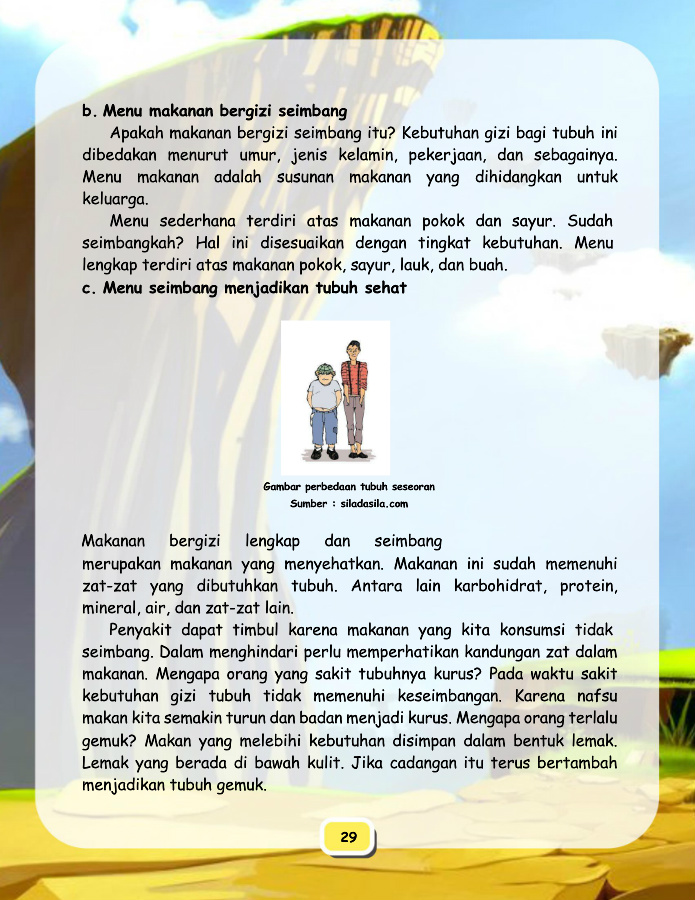 b. Menu makanan bergizi seimbang
Apakah makanan bergizi seimbang itu? Kebutuhan gizi bagi tubuh ini
dibedakan menurut umur, jenis kelamin, pekerjaan, dan sebagainya.
Menu makanan adalah susunan makanan yang dihidangkan untuk
keluarga.
Menu sederhana terdiri atas makanan pokok dan sayur. Sudah
seimbangkah? Hal ini disesuaikan dengan tingkat kebutuhan. Menu
lengkap terdiri atas makanan pokok, sayur, lauk, dan buah.
c. Menu seimbang menjadikan tubuh sehat
Gambar perbedaan tubuh seseoran
Sumber : siladasila.com
Makanan bergizi lengkap dan seimbang
merupakan makanan yang menyehatkan. Makanan ini sudah memenuhi
zat-zat yang dibutuhkan tubuh. Antara lain karbohidrat, protein,
mineral, air, dan zat-zat lain.
Penyakit dapat timbul karena makanan yang kita konsumsi tidak
seimbang. Dalam menghindari perlu memperhatikan kandungan zat dalam
makanan. Mengapa orang yang sakit tubuhnya kurus? Pada waktu sakit
kebutuhan gizi tubuh tidak memenuhi keseimbangan. Karena nafsu
makan kita semakin turun dan badan menjadi kurus. Mengapa orang terlalu
gemuk? Makan yang melebihi kebutuhan disimpan dalam bentuk lemak.
Lemak yang berada di bawah kulit. Jika cadangan itu terus bertambah
menjadikan tubuh gemuk.
29